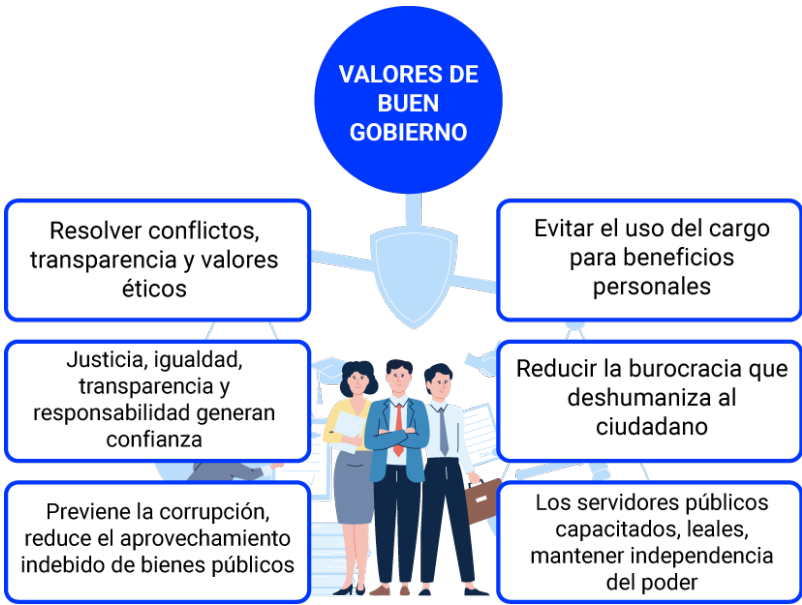 VALORES DE
BUEN
GOBIERNO
Resolver conflictos,
transparencia y valores
éticos
Evitar el uso del cargo
para beneficios
personales
Justicia, igualdad,
transparencia y
responsabilidad generan
confianza
Reducir la burocracia que
deshumaniza al
ciudadano
Previene la corrupción,
reduce el aprovechamiento
indebido de bienes públicos
Los servidores públicos
capacitados, leales,
mantener independencia
del poder